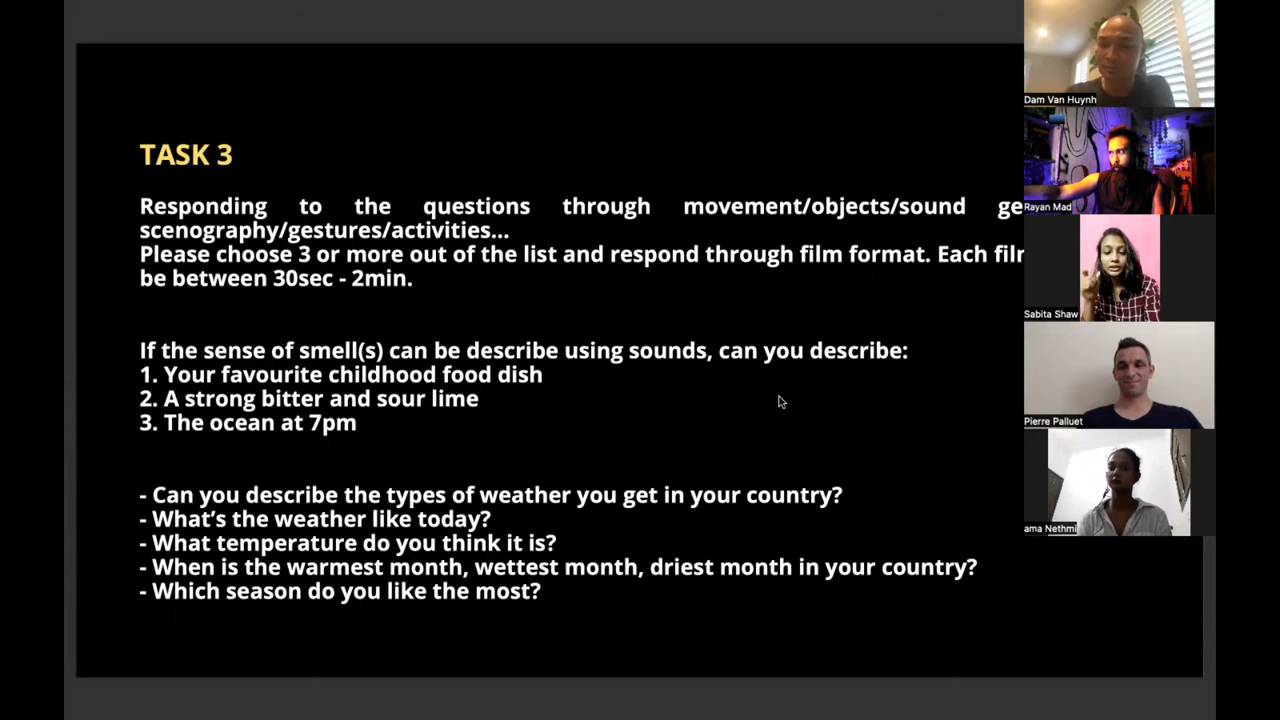 TASK 3
Responding to the questions through movement/objects/sound
scenography/gestures/activities...
Please choose 3 or more out of the list and respond through film format. Each
be between 30sec - 2min.
If the sense of smell(s) can be describe using sounds, can you describe:
1. Your favourite childhood food dish
2. A strong bitter and sour lime
3. The ocean at 7pm
- Can you describe the types of weather you get in your country?
- What's the weather like today?
- What temperature do you think it is?
- When is the warmest month, wettest month, driest month in your country?
- Which season do you like the most?
Dam Van Huynh
Rayan Mad
Sabita Shaw
Pierre Palluet
ama Nethmi